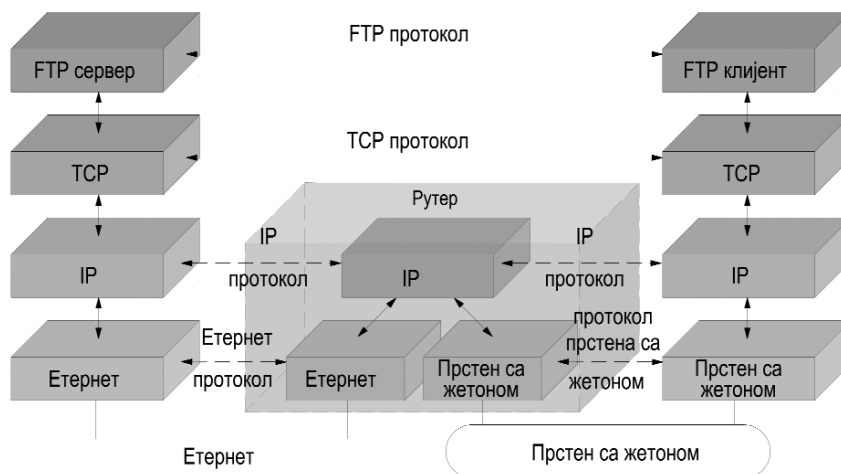 FTP протокол
FTP сервер
FTP клијент
TCP протокол
TCP
TCP
Рутер
IP
IP
IP
протокол
IP
протокол
IP
Етернет
протокол
протокол
прстена са
жетоном
Етернет
Етернет
Прстен са
жетоном
Прстен са
жетоном
Етернет
Прстен са жетоном